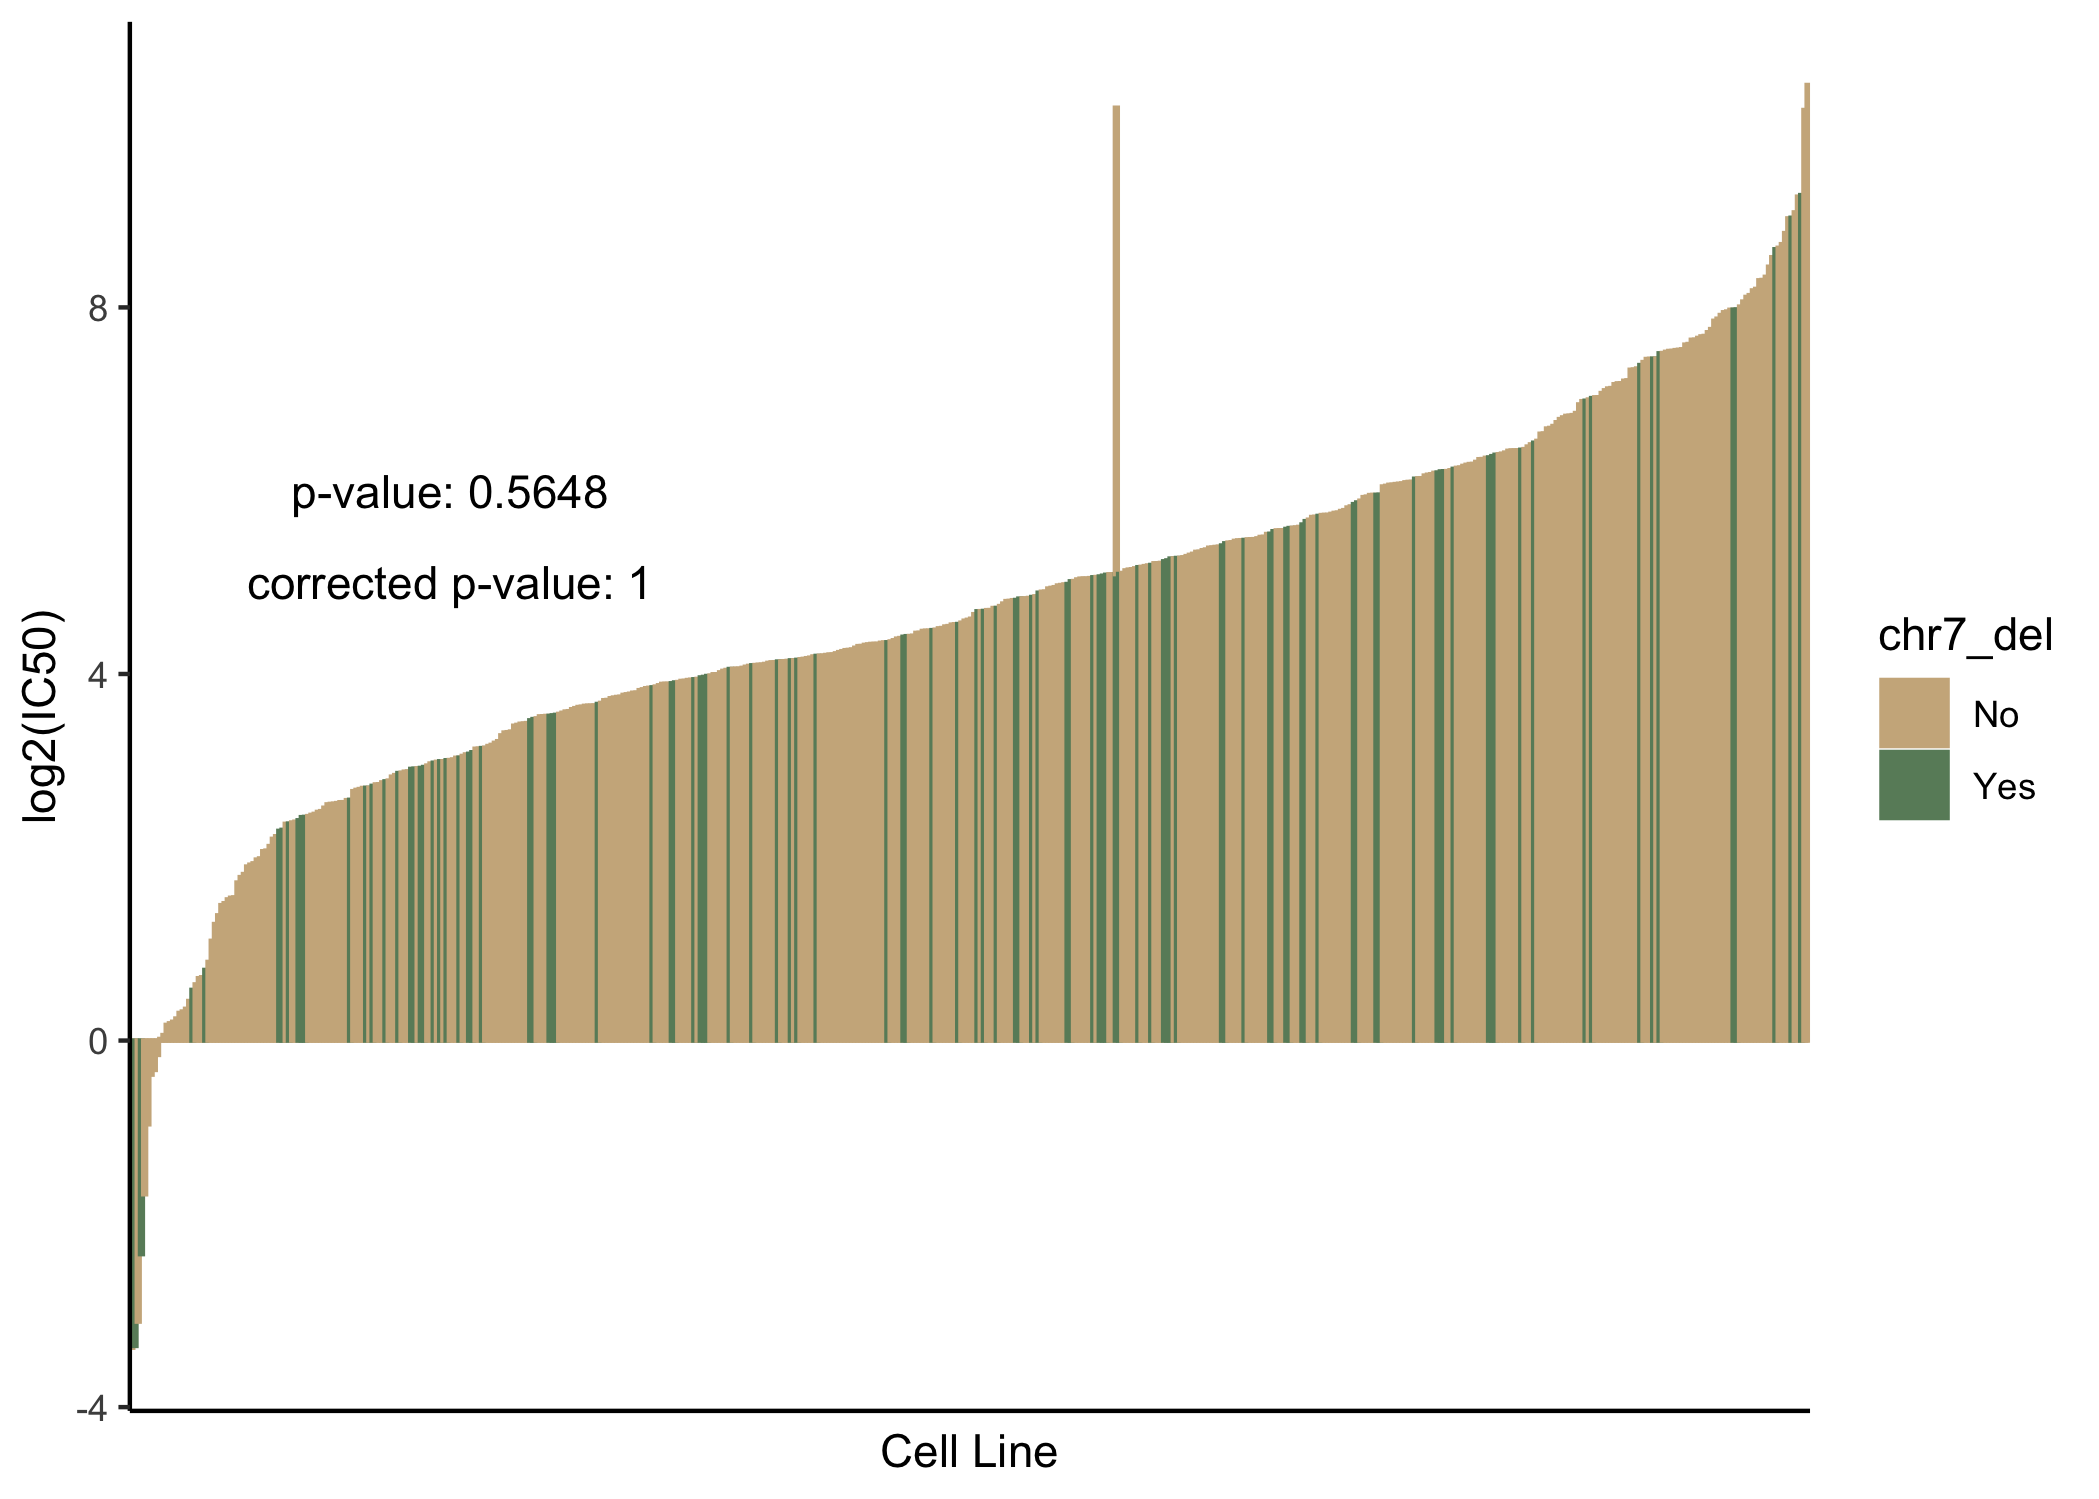 p-value: 0.5648
corrected p-value: 1
log2(IC50)
8
4
0
-4
Cell Line
chr7_del
No
Yes